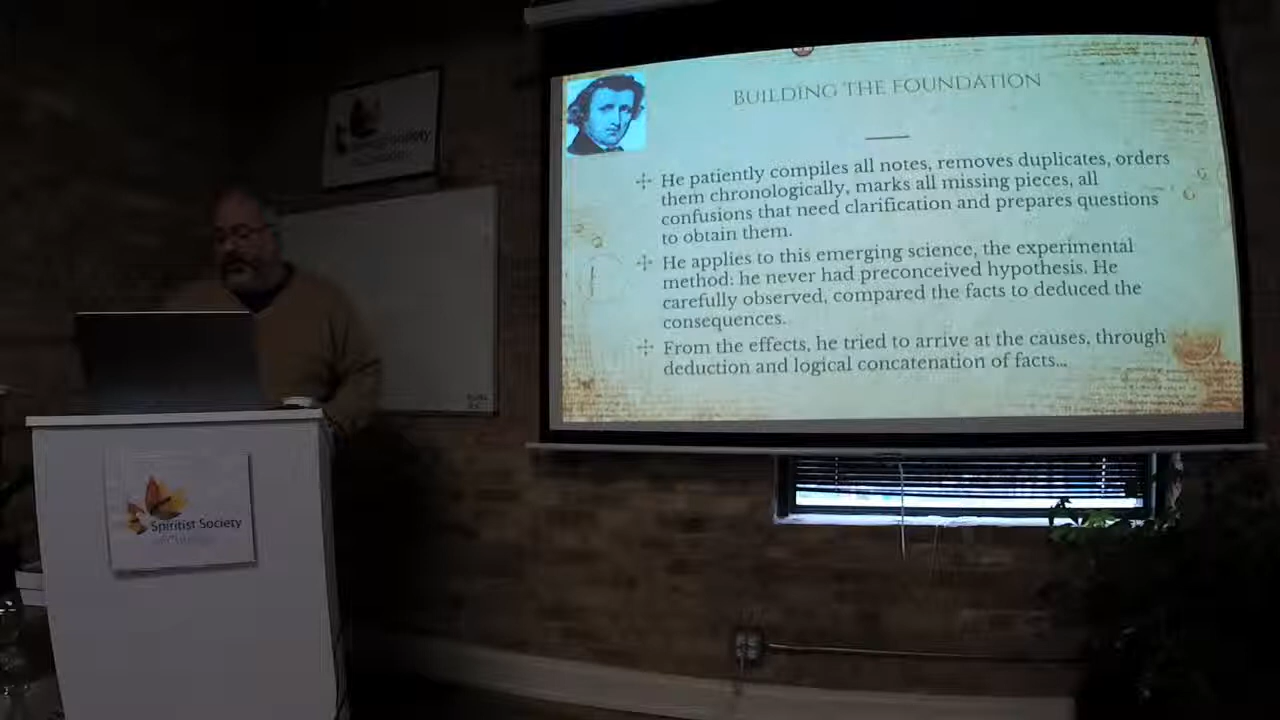 BUILDING THE FOUNDATION
He patiently compiles all notes, removes duplicates, orders
them chronologically, marks all missing pieces, all
confusions that need clarification and prepares questions
to obtain them.
He applies to this emerging science, the experimental
method: he never had preconceived hypothesis. He
carefully observed, compared the facts to deduced the
consequences.
From the effects, he tried to arrive at the causes, through
deduction and logical concatenation of facts...
Spiritist Society